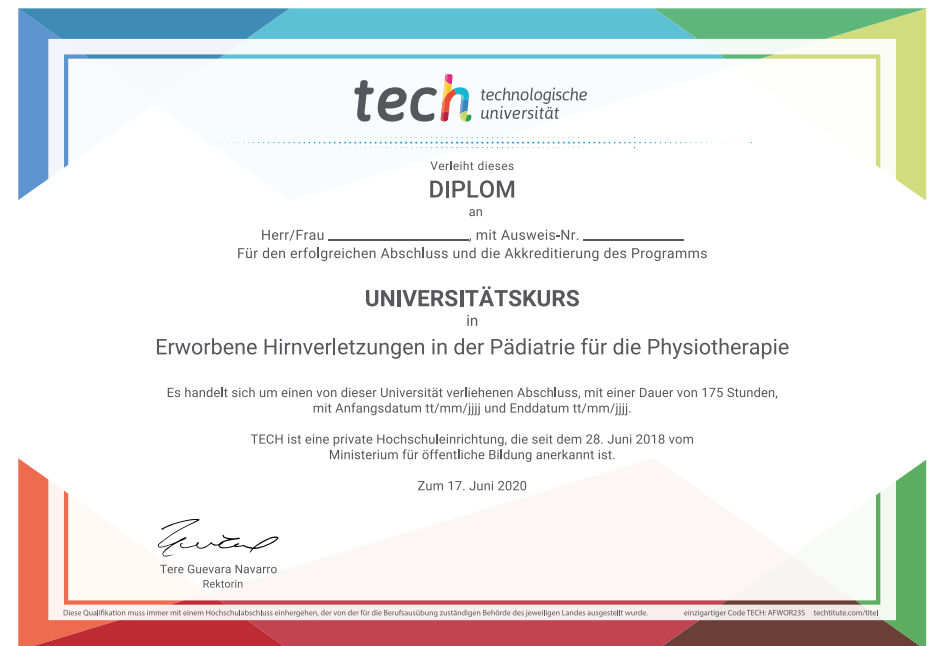 tech technologische
universität
Verleiht dieses
DIPLOM
an
Herr/Frau ____________________, mit Ausweis-Nr. ______________
Für den erfolgreichen Abschluss und die Akkreditierung des Programms
UNIVERSITÄTSKURS
in
Erworbene Hirnverletzungen in der Pädiatrie für die Physiotherapie
Es handelt sich um einen von dieser Universität verliehenen Abschluss, mit einer Dauer von 175 Stunden,
mit Anfangsdatum tt/mm/jjjj und Enddatum tt/mm/jjjj.
TECH ist eine private Hochschuleinrichtung, die seit dem 28. Juni 2018 vom
Ministerium für öffentliche Bildung anerkannt ist.
Zum 17. Juni 2020
Tere Guevara Navarro
Rektorin
Diese Qualifikation muss immer mit einem Hochschulabschluss einhergehen, der von der für die Berufsausübung zuständigen Behörde des jeweiligen Landes ausgestellt wurde. einzigartiger Code TECH: AFWOR23S techtitute.com/titel